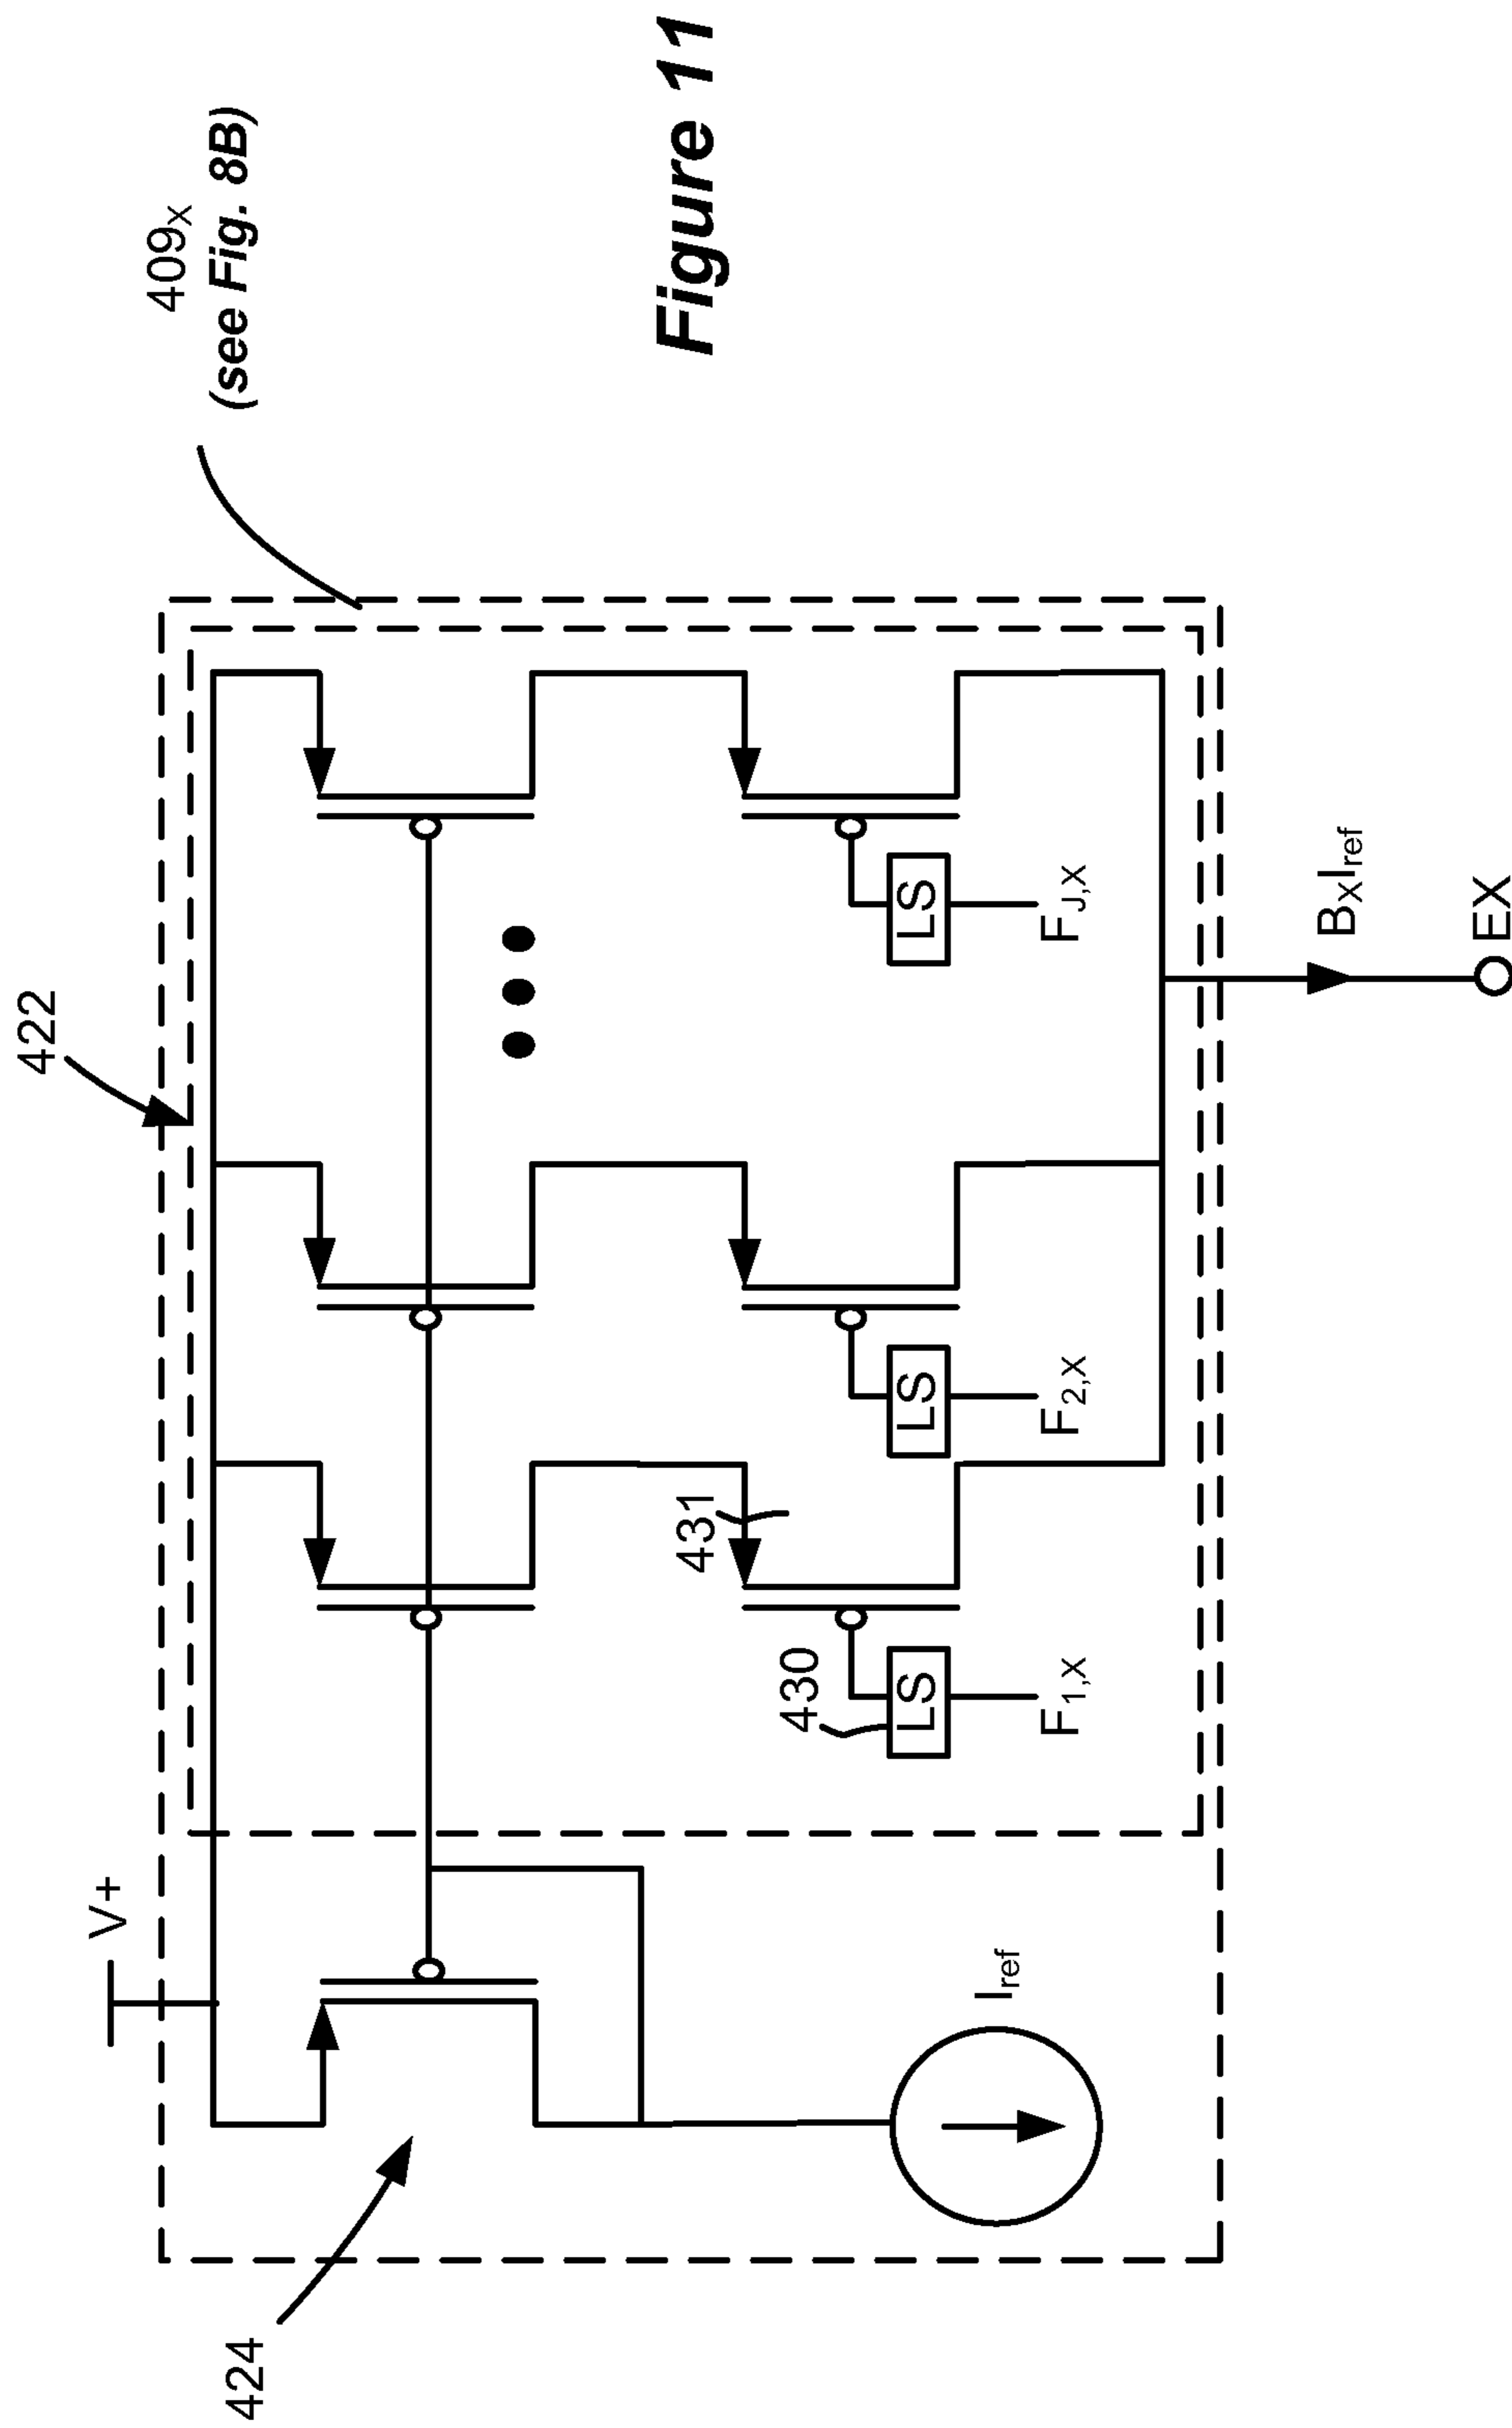 422
409X
(see Fig. 8B)
V+
424
431
430
LS
LS
LS
F1,X
F2,X
FJ,X
Iref
BXIref
EX
Figure 11